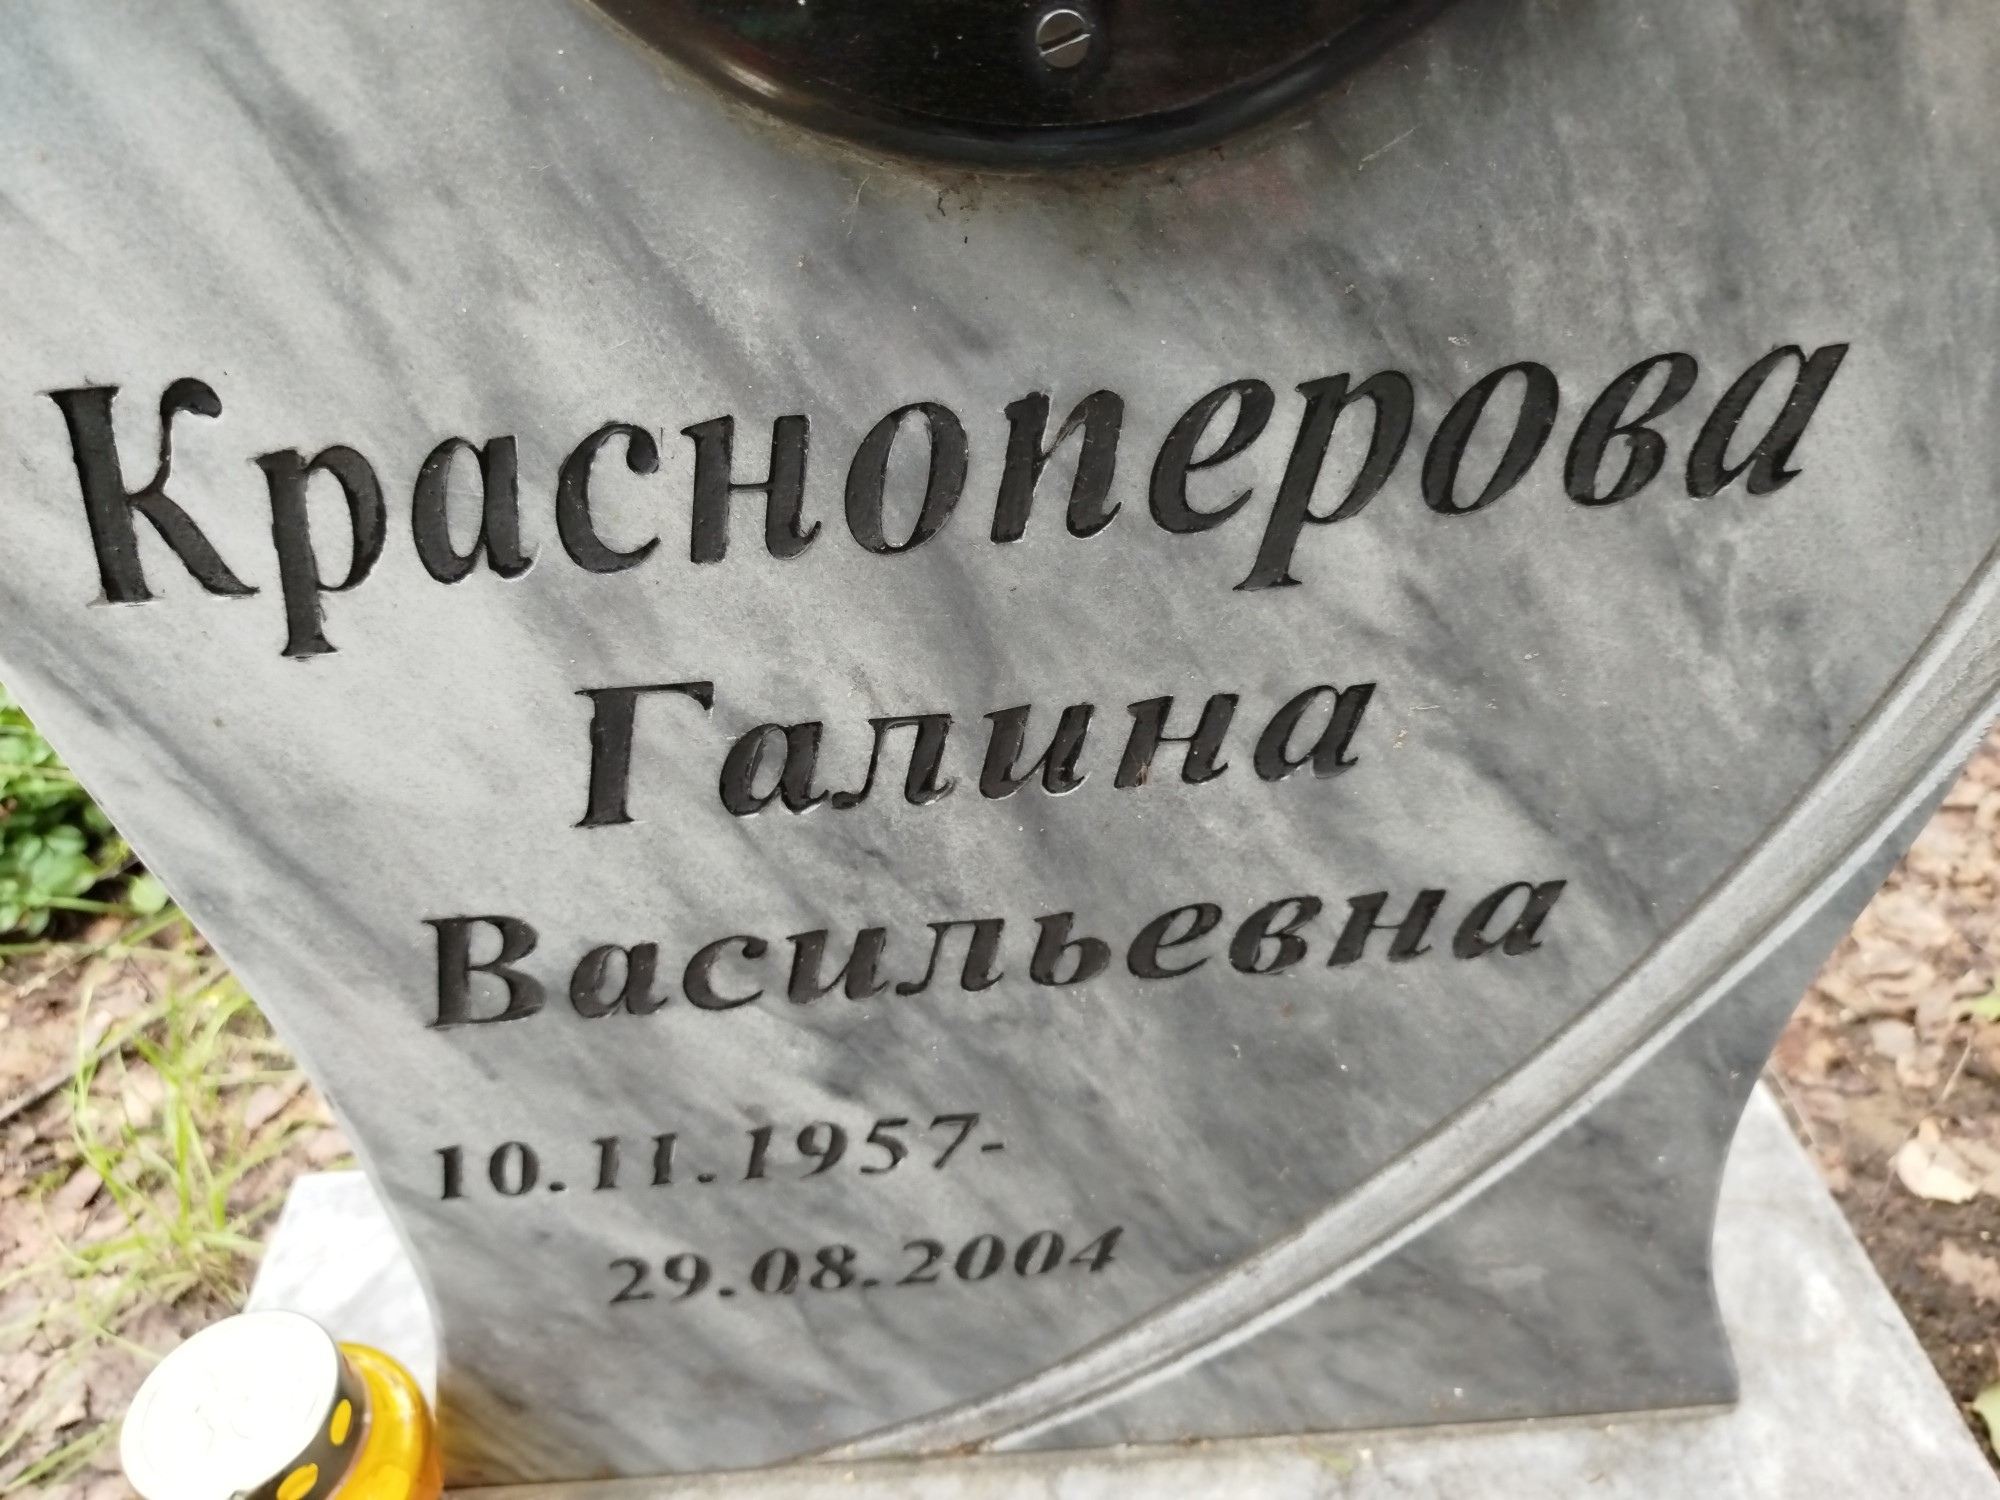 Красноперова
Галина
Васильевна
10.11.1957-
29.08.2004